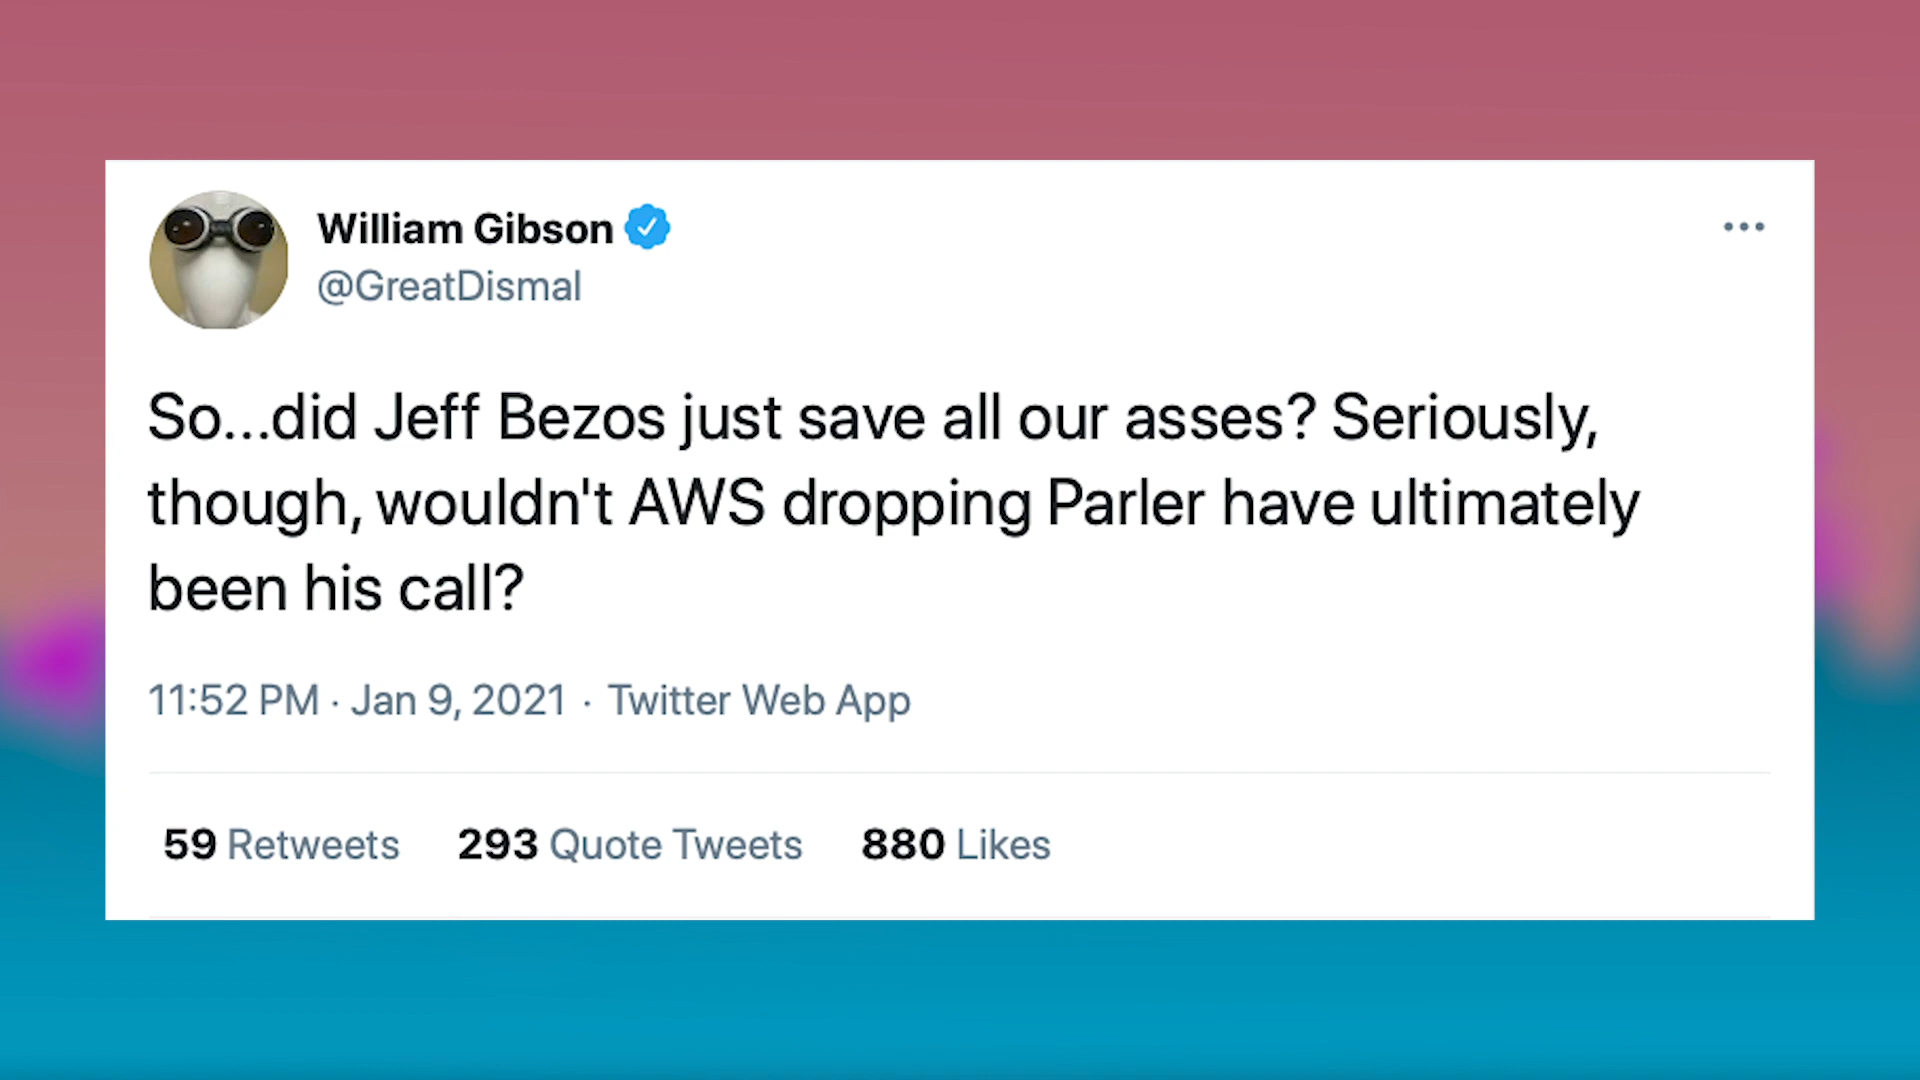 William Gibson
@GreatDismal
So...did Jeff Bezos just save all our asses? Seriously,
though, wouldn't AWS dropping Parler have ultimately
been his call?
11:52 PM · Jan 9, 2021 · Twitter Web App
59 Retweets 293 Quote Tweets 880 Likes